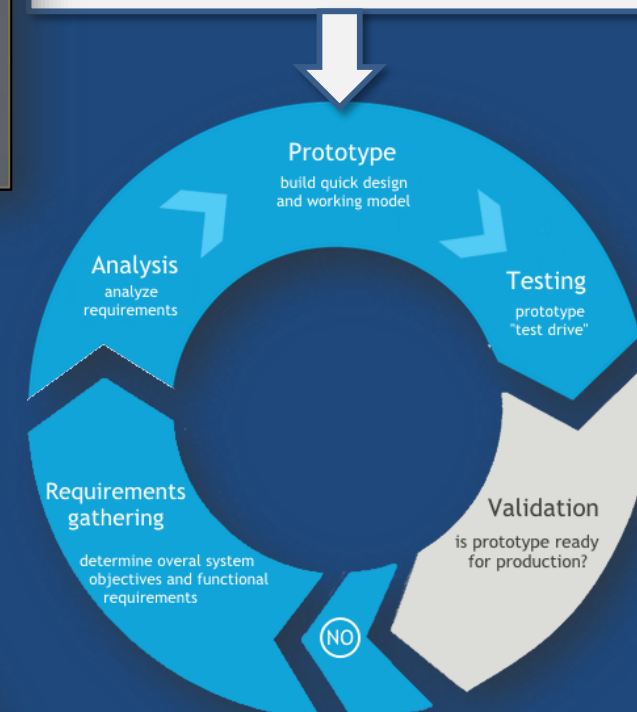 Prototype
build quick design
and working model
Analysis
analyze
requirements
Testing
prototype
"test drive"
Requirements
gathering
determine overal system
objectives and functional
requirements
Validation
is prototype ready
for production?
NO